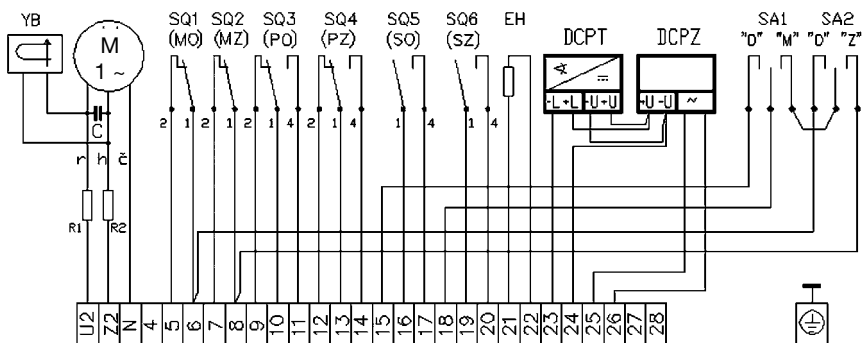 YB
M
1 ~
SQ1 SQ2 SQ3 SQ4 SQ5 SQ6 EH
(MO) (MZ) (PO) (PZ) (SO) (SZ)
DCPT DCPZ
SA1 SA2
"O" "M" "O" "Z"
-L +L -U +U +U -U ~
C
2 1 2 1 2 1 4 2 1 4 1 4 1 4
r h č
R1 R2
U2 Z2 N 4 5 6 7 8 9 10 11 12 13 14 15 16 17 18 19 20 21 22 23 24 25 26 27 28